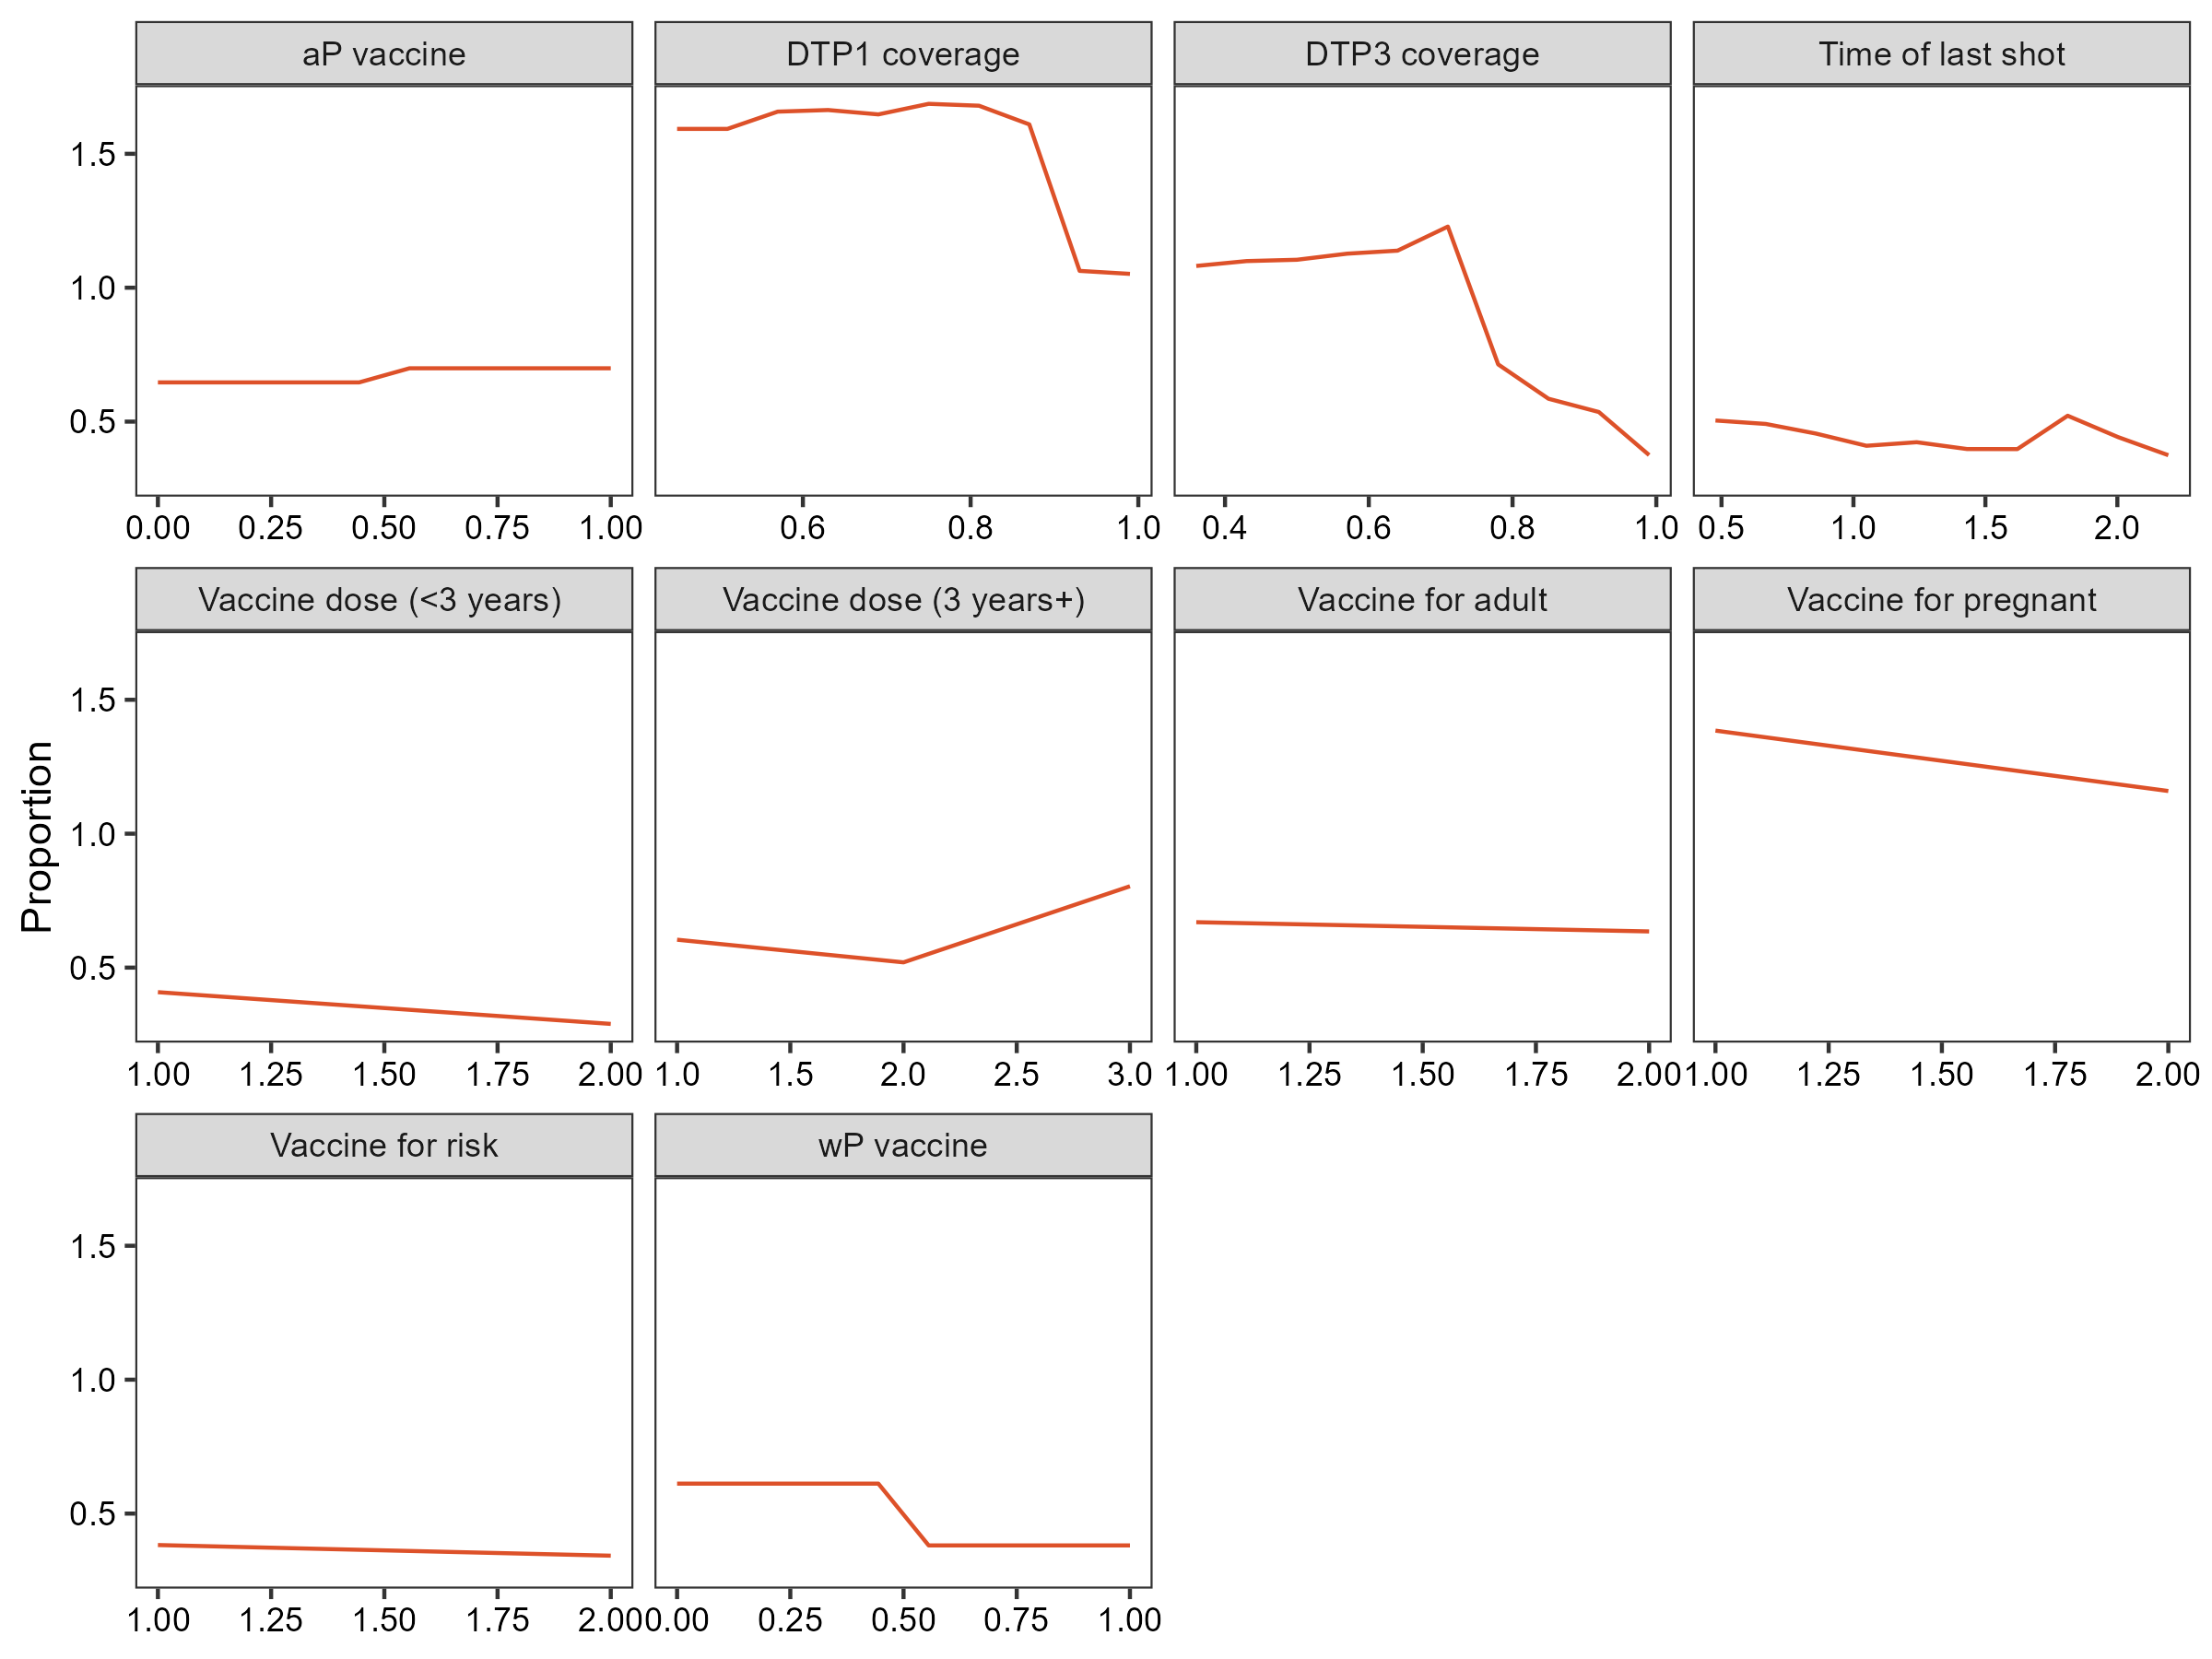 aP vaccine DTP1 coverage DTP3 coverage Time of last shot
1.5
1.0
0.5
0.00 0.25 0.50 0.75 1.00 0.6 0.8 1.0 0.4 0.6 0.8 1.0 0.5 1.0 1.5 2.0
Vaccine dose (<3 years) Vaccine dose (3 years+) Vaccine for adult Vaccine for pregnant
1.5
1.0
0.5
Proportion
1.00 1.25 1.50 1.75 2.00 1.0 1.5 2.0 2.5 3.0 1.00 1.25 1.50 1.75 2.00 1.00 1.25 1.50 1.75 2.00
Vaccine for risk wP vaccine
1.5
1.0
0.5
1.00 1.25 1.50 1.75 2.00 0.00 0.25 0.50 0.75 1.00